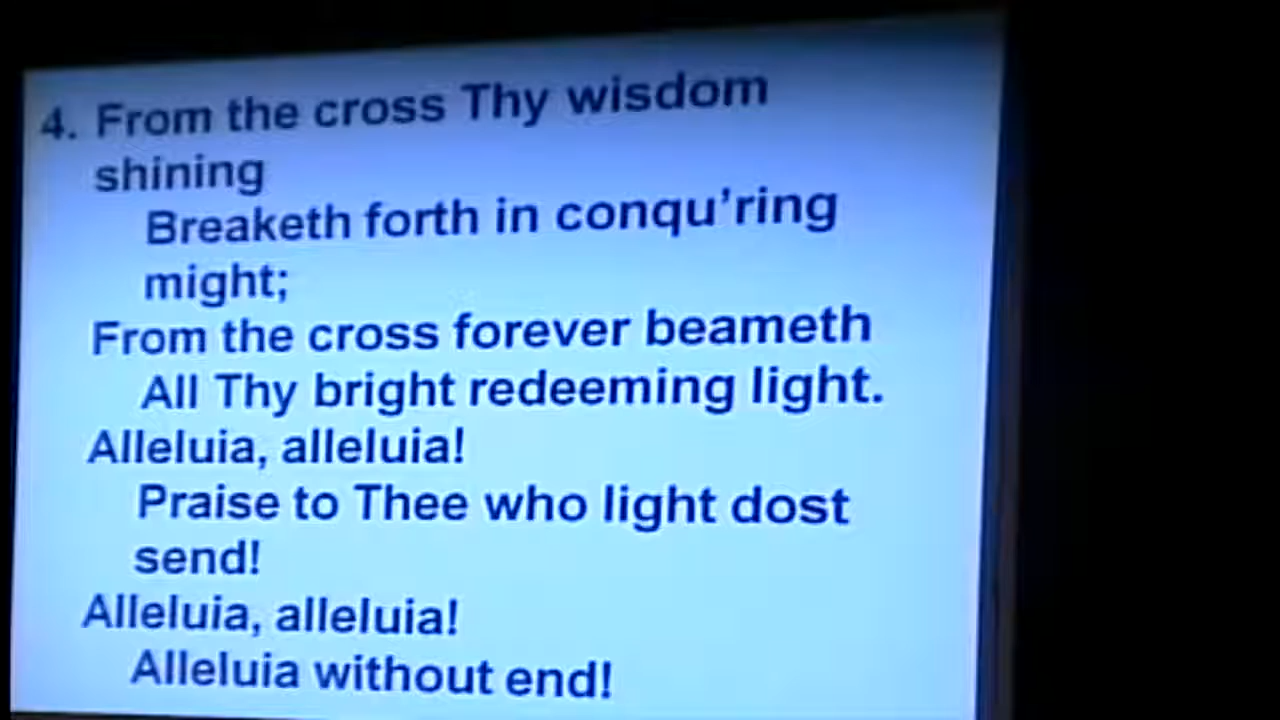 4. From the cross Thy wisdom
shining
Breaketh forth in conqu’ring
might;
From the cross forever beameth
All Thy bright redeeming light.
Alleluia, alleluia!
Praise to Thee who light dost
send!
Alleluia, alleluia!
Alleluia without end!